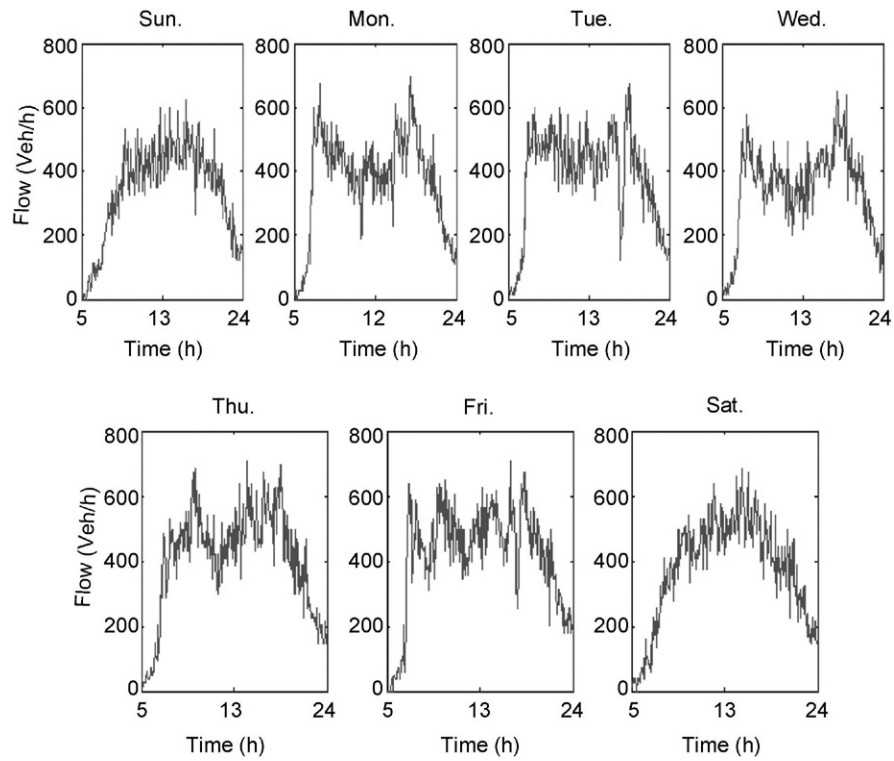 Sun. Mon. Tue. Wed.
800 800 800 800
600 600 600 600
Flow (Veh/h)
400 400 400 400
200 200 200 200
0 0 0 0
5 13 24 5 12 24 5 13 24 5 13 24
Time (h) Time (h) Time (h) Time (h)
Thu. Fri. Sat.
800 800 800
600 600 600
Flow (Veh/h)
400 400 400
200 200 200
0 0 0
5 13 24 5 13 24 5 13 24
Time (h) Time (h) Time (h)